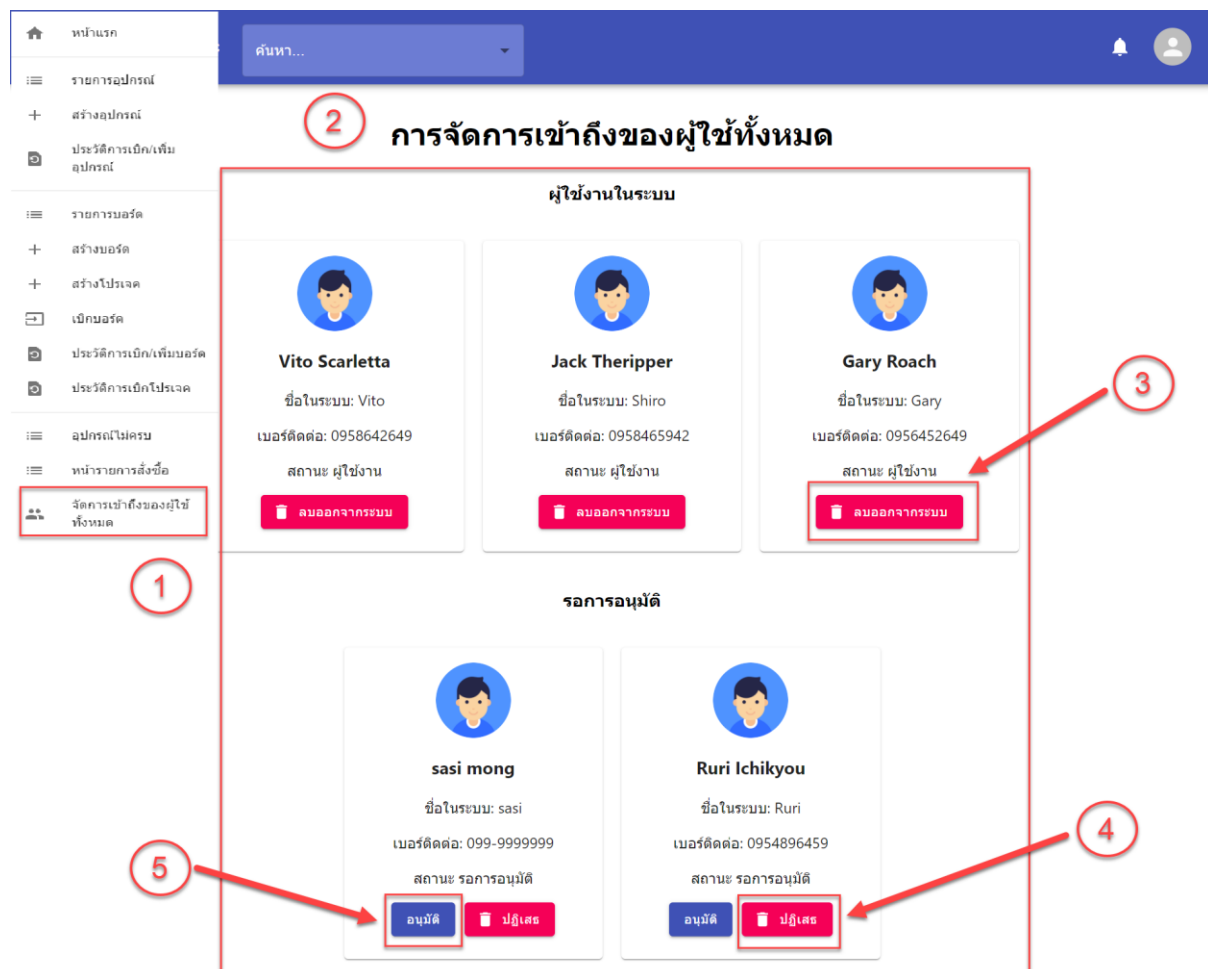 หน้าแรก
ค้นหา...
รายการอุปกรณ์
สร้างอุปกรณ์
ประวัติการเบิก/เพิ่ม
อุปกรณ์
รายการบอร์ด
สร้างบอร์ด
สร้างโปรเจค
เบิกบอร์ด
ประวัติการเบิก/เพิ่มบอร์ด
ประวัติการเบิกโปรเจค
อุปกรณ์ไม่ครบ
หน้ารายการสั่งซื้อ
จัดการเข้าถึงของผู้ใช้
ทั้งหมด
1
2
การจัดการเข้าถึงของผู้ใช้ทั้งหมด
ผู้ใช้งานในระบบ
Vito Scarletta
ชื่อในระบบ: Vito
เบอร์ติดต่อ: 0958642649
สถานะ ผู้ใช้งาน
ลบออกจากระบบ
Jack Theripper
ชื่อในระบบ: Shiro
เบอร์ติดต่อ: 0958465942
สถานะ ผู้ใช้งาน
ลบออกจากระบบ
Gary Roach
ชื่อในระบบ: Gary
เบอร์ติดต่อ: 0956452649
สถานะ ผู้ใช้งาน
ลบออกจากระบบ
3
รอการอนุมัติ
sasi mong
ชื่อในระบบ: sasi
เบอร์ติดต่อ: 099-9999999
สถานะ รอการอนุมัติ
อนุมัติ ปฏิเสธ
5
Ruri Ichikyou
ชื่อในระบบ: Ruri
เบอร์ติดต่อ: 0954896459
สถานะ รอการอนุมัติ
อนุมัติ ปฏิเสธ
4